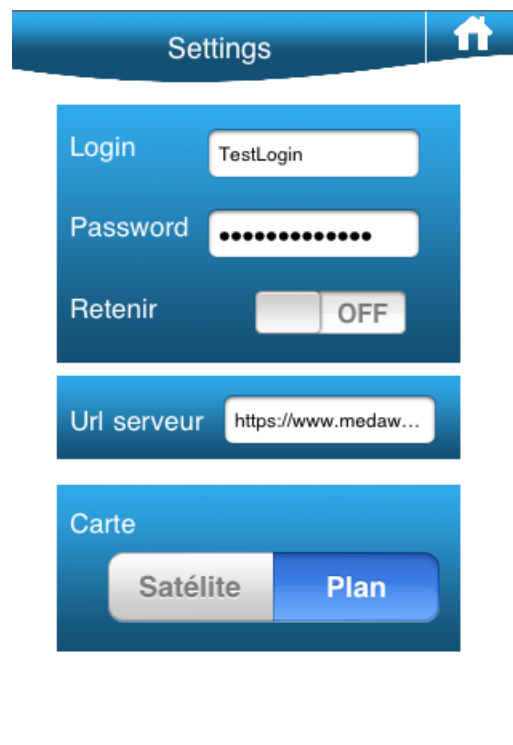 Settings
Login TestLogin
Password •••••••••••••
Retenir OFF
Url serveur https://www.medaw…
Carte
Satélite Plan